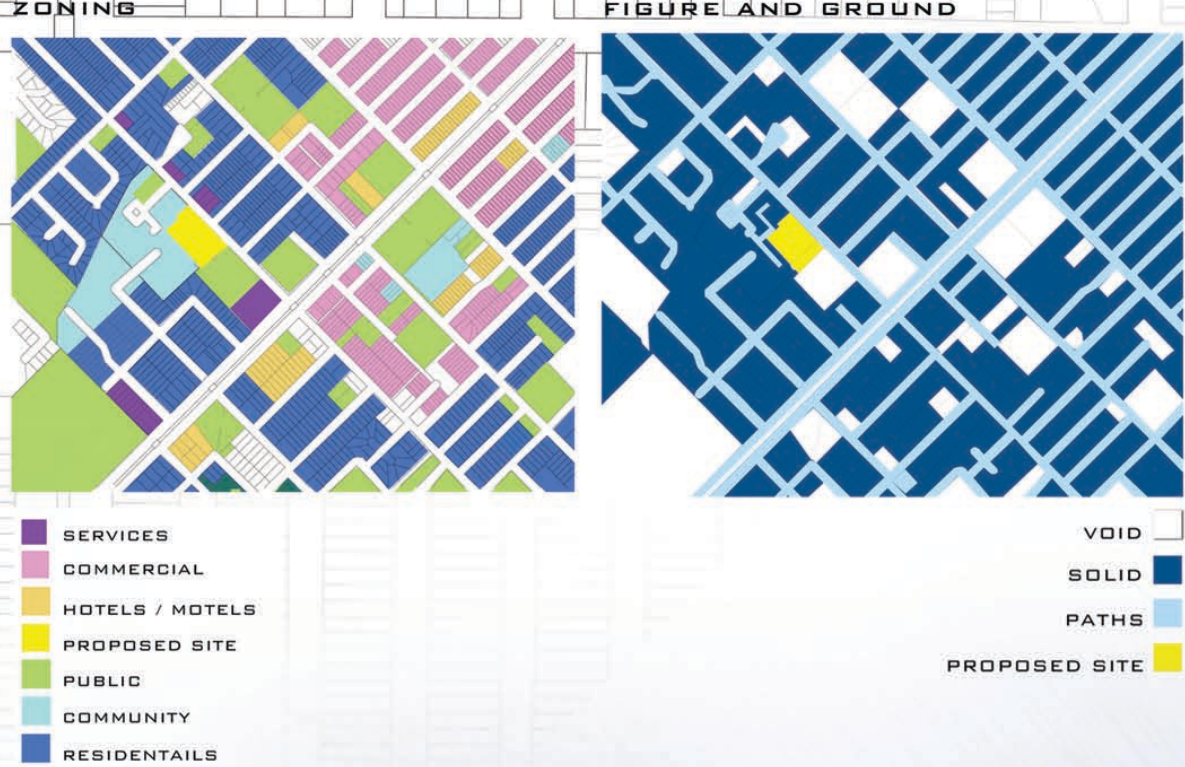 ZONING
FIGURE AND GROUND
SERVICES
COMMERCIAL
HOTELS / MOTELS
PROPOSED SITE
PUBLIC
COMMUNITY
RESIDENTAILS
VOID
SOLID
PATHS
PROPOSED SITE